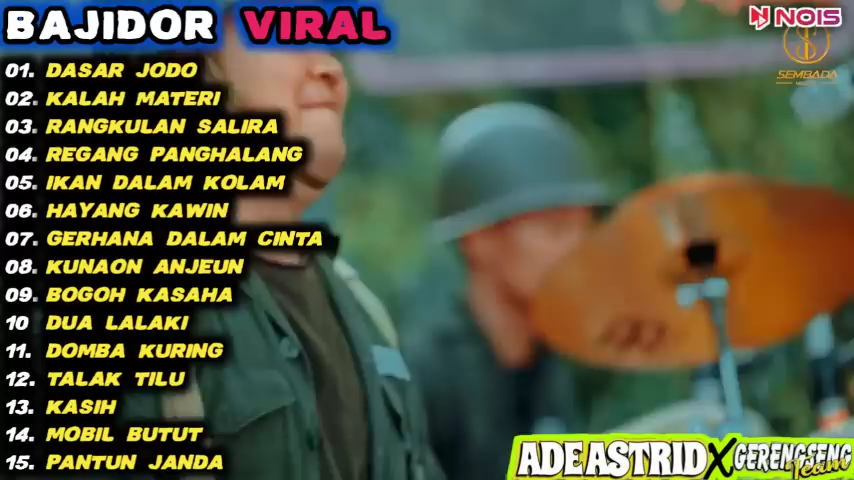 BAJIDOR VIRAL
NOIS
SEMBADA
01. DASAR JODO
02. KALAH MATERI
03. RANGKULAN SALIRA
04. REGANG PANGHALANG
05. IKAN DALAM KOLAM
06. HAYANG KAWIN
07. GERHANA DALAM CINTA
08. KUNAON ANJEUN
09. BOGOH KASAHA
10 DUA LALAKI
11. DOMBA KURING
12. TALAK TILU
13. KASIH
14. MOBIL BUTUT
15. PANTUN JANDA
ADEASTRID X GERENGSENG
Team